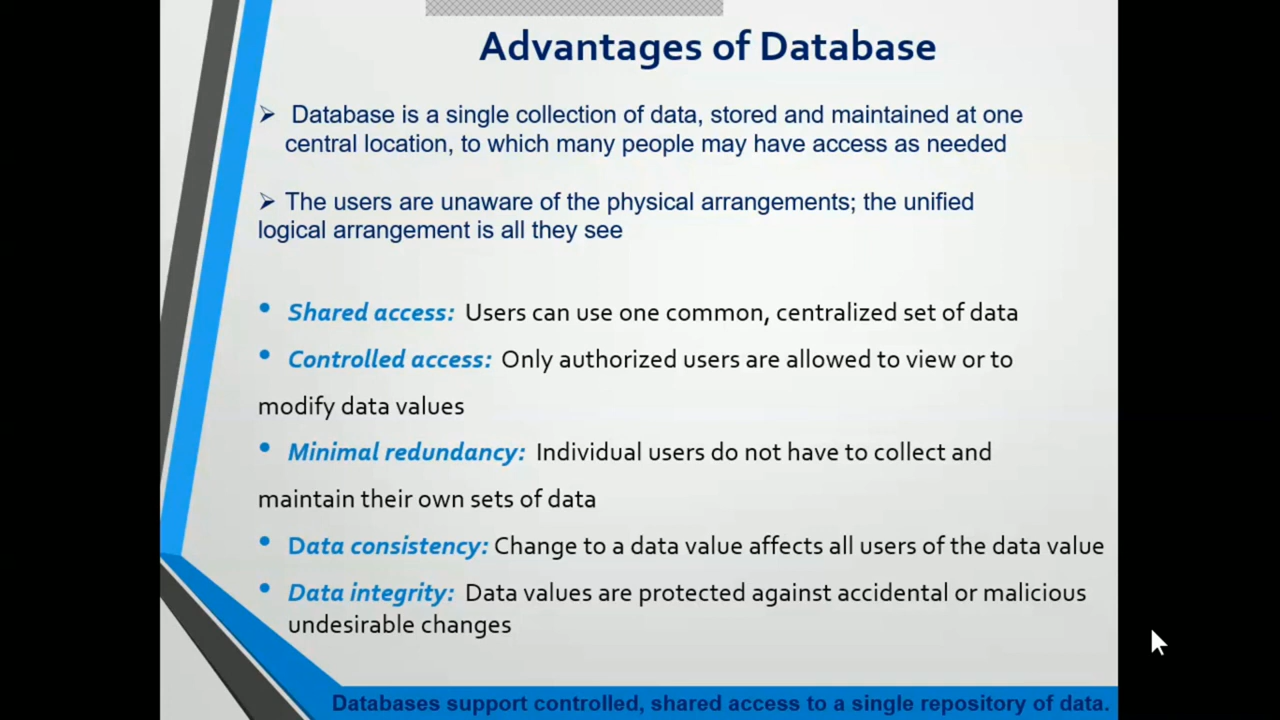 Advantages of Database
➢ Database is a single collection of data, stored and maintained at one
central location, to which many people may have access as needed
➢ The users are unaware of the physical arrangements; the unified
logical arrangement is all they see
• Shared access: Users can use one common, centralized set of data
• Controlled access: Only authorized users are allowed to view or to
modify data values
• Minimal redundancy: Individual users do not have to collect and
maintain their own sets of data
• Data consistency: Change to a data value affects all users of the data value
• Data integrity: Data values are protected against accidental or malicious
undesirable changes
Databases support controlled, shared access to a single repository of data.